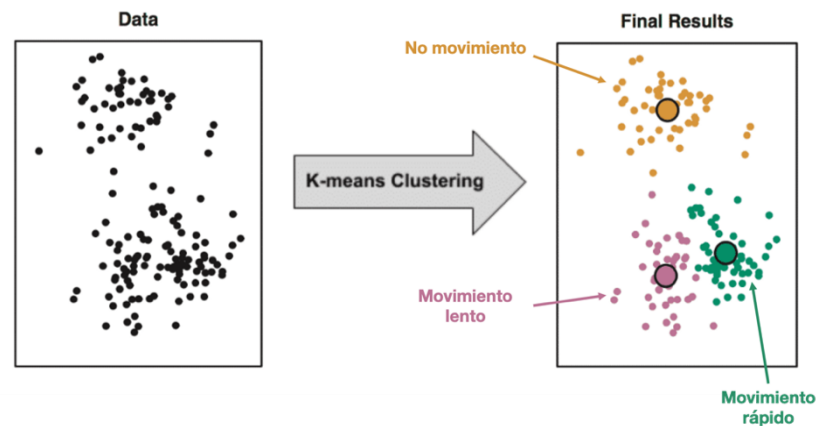 Data
Final Results
No movimiento
K-means Clustering
Movimiento
lento
Movimiento
rápido